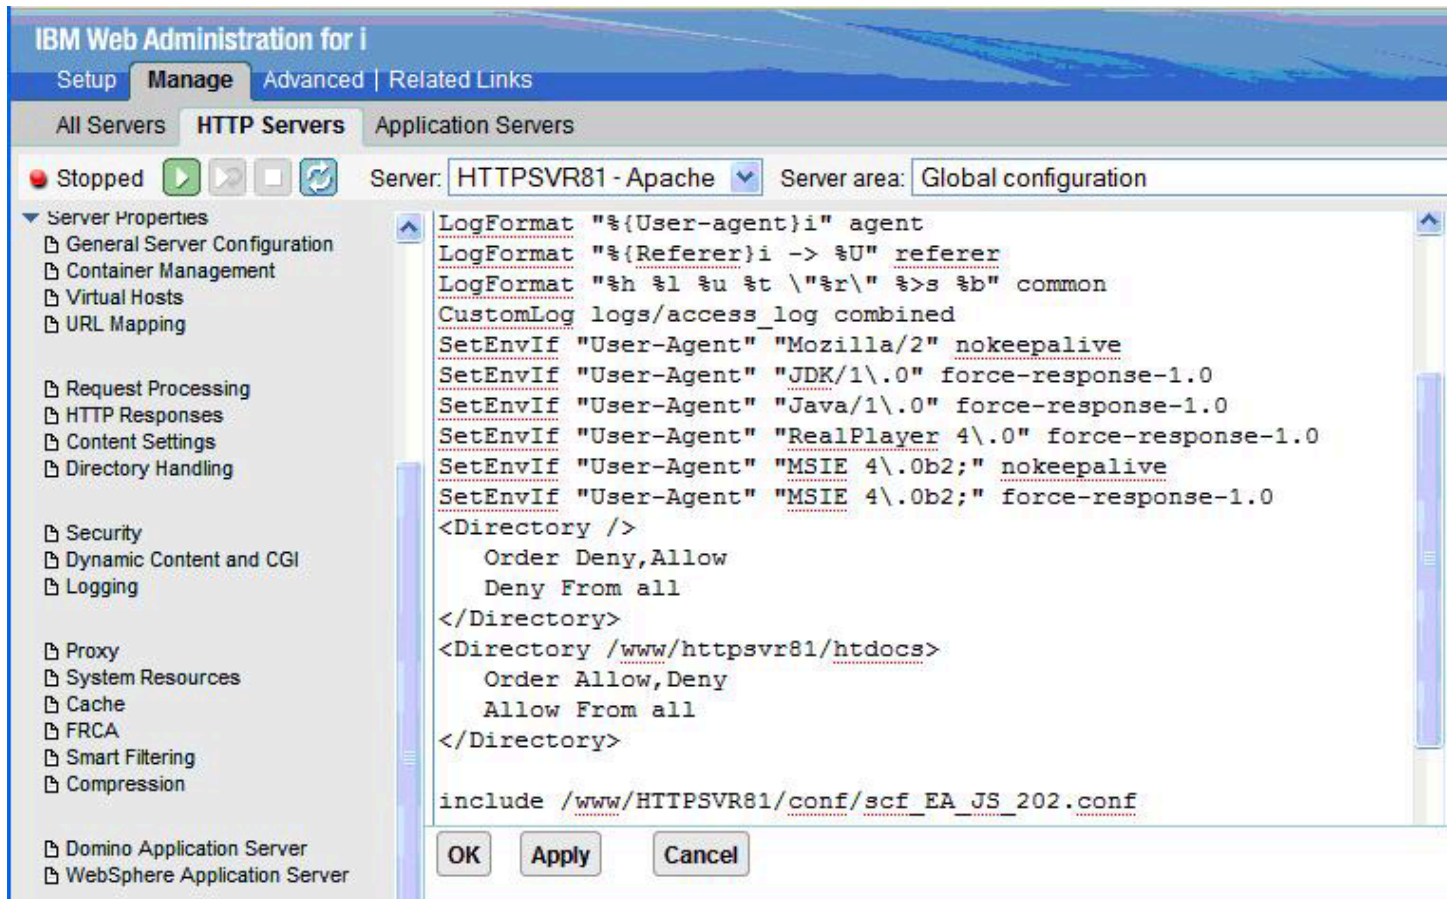 IBM Web Administration for i
Setup Manage Advanced | Related Links
All Servers HTTP Servers Application Servers
Stopped Server: HTTPSVR81 - Apache Server area: Global configuration
Server Properties
General Server Configuration
Container Management
Virtual Hosts
URL Mapping
Request Processing
HTTP Responses
Content Settings
Directory Handling
Security
Dynamic Content and CGI
Logging
Proxy
System Resources
Cache
FRCA
Smart Filtering
Compression
Domino Application Server
WebSphere Application Server
LogFormat "%{User-agent}i" agent
LogFormat "%{Referer}i -> %U" referer
LogFormat "%h %l %u %t \"%r\" %>s %b" common
CustomLog logs/access_log combined
SetEnvIf "User-Agent" "Mozilla/2" nokeepalive
SetEnvIf "User-Agent" "JDK/1\.0" force-response-1.0
SetEnvIf "User-Agent" "Java/1\.0" force-response-1.0
SetEnvIf "User-Agent" "RealPlayer 4\.0" force-response-1.0
SetEnvIf "User-Agent" "MSIE 4\.0b2;" nokeepalive
SetEnvIf "User-Agent" "MSIE 4\.0b2;" force-response-1.0
<Directory />
Order Deny,Allow
Deny From all
</Directory>
<Directory /www/httpsvr81/htdocs>
Order Allow,Deny
Allow From all
</Directory>
include /www/HTTPSVR81/conf/scf_EA_JS_202.conf
OK Apply Cancel